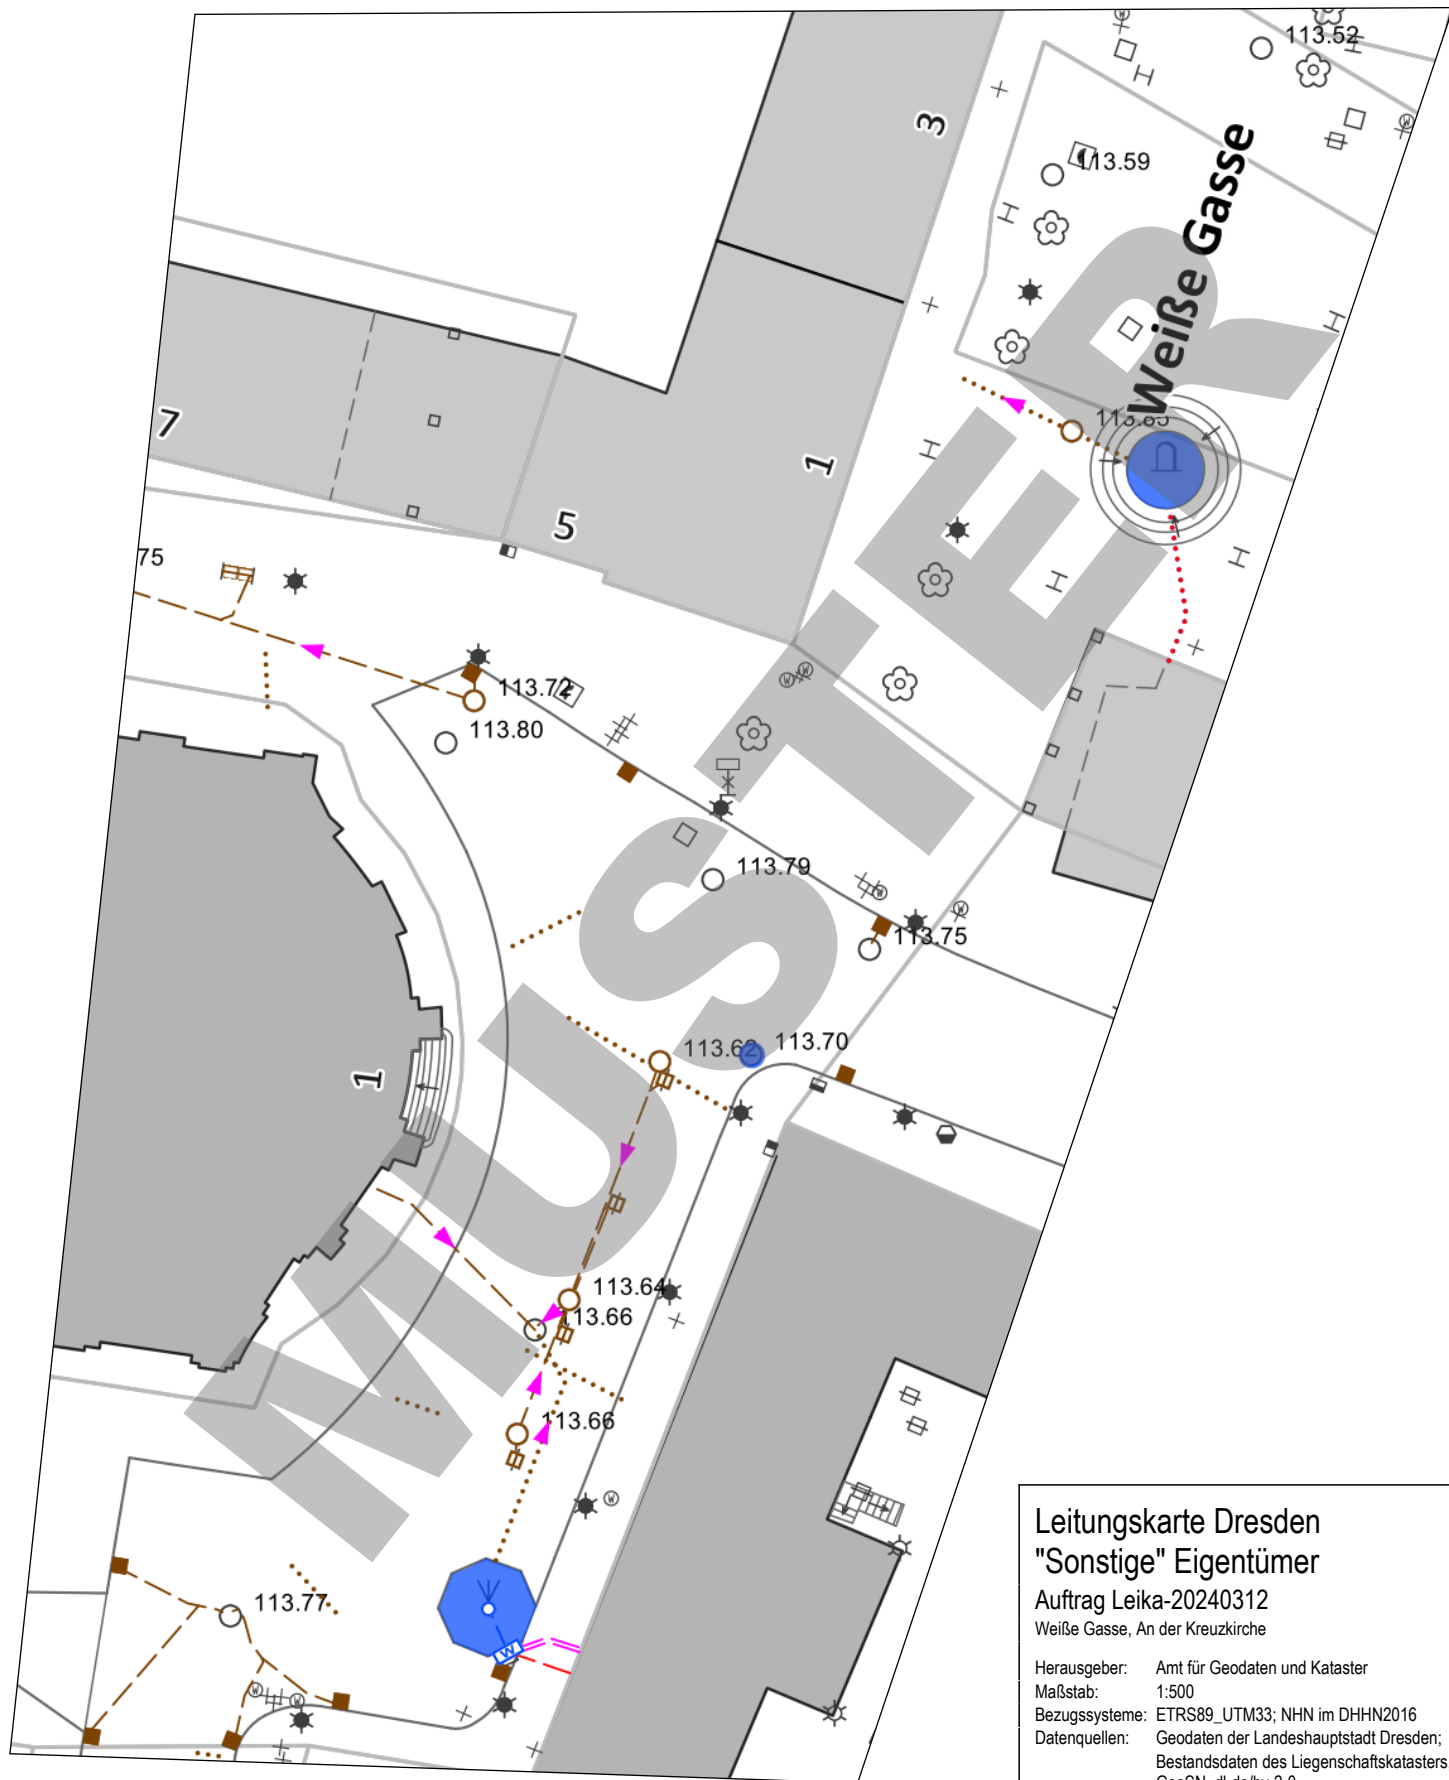 113.52
3
113.59
Weiße Gasse
7
1
113.85
5
75
113.72
113.80
113.79
113.75
113.62
113.70
1
113.64
113.66
113.66
113.77
W
MUSTER
Leitungskarte Dresden
"Sonstige" Eigentümer
Auftrag Leika-20240312
Weiße Gasse, An der Kreuzkirche
Herausgeber: Amt für Geodaten und Kataster
Maßstab: 1:500
Bezugssysteme: ETRS89_UTM33; NHN im DHHN2016
Datenquellen: Geodaten der Landeshauptstadt Dresden;
Bestandsdaten des Liegenschaftskatasters